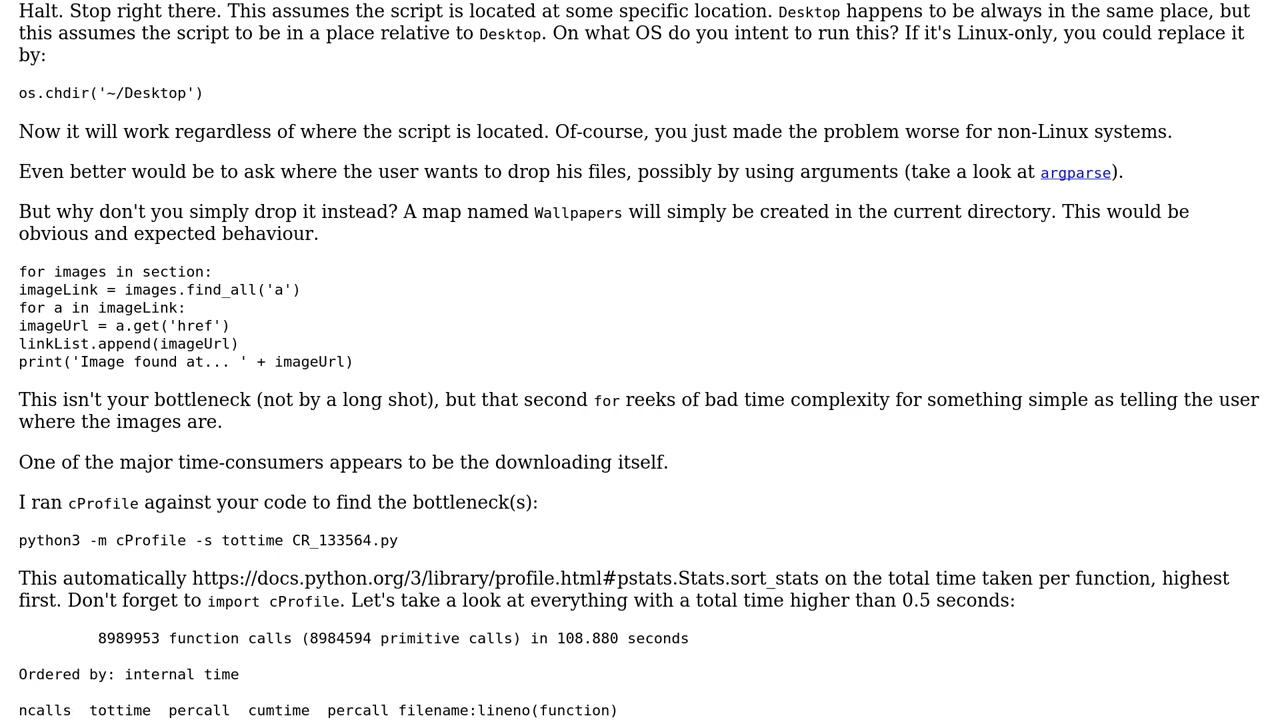 Halt. Stop right there. This assumes the script is located at some specific location. Desktop happens to be always in the same place, but
this assumes the script to be in a place relative to Desktop. On what OS do you intent to run this? If it's Linux-only, you could replace it
by:
os.chdir('~/Desktop')
Now it will work regardless of where the script is located. Of-course, you just made the problem worse for non-Linux systems.
Even better would be to ask where the user wants to drop his files, possibly by using arguments (take a look at argparse).
But why don't you simply drop it instead? A map named Wallpapers will simply be created in the current directory. This would be
obvious and expected behaviour.
for images in section:
imageLink = images.find_all('a')
for a in imageLink:
imageUrl = a.get('href')
linkList.append(imageUrl)
print('Image found at... ' + imageUrl)
This isn't your bottleneck (not by a long shot), but that second for reeks of bad time complexity for something simple as telling the user
where the images are.
One of the major time-consumers appears to be the downloading itself.
I ran cProfile against your code to find the bottleneck(s):
python3 -m cProfile -s tottime CR_133564.py
This automatically https://docs.python.org/3/library/profile.html#pstats.Stats.sort_stats on the total time taken per function, highest
first. Don't forget to import cProfile. Let's take a look at everything with a total time higher than 0.5 seconds:
8989953 function calls (8984594 primitive calls) in 108.880 seconds
Ordered by: internal time
ncalls  tottime  percall  cumtime  percall filename:lineno(function)